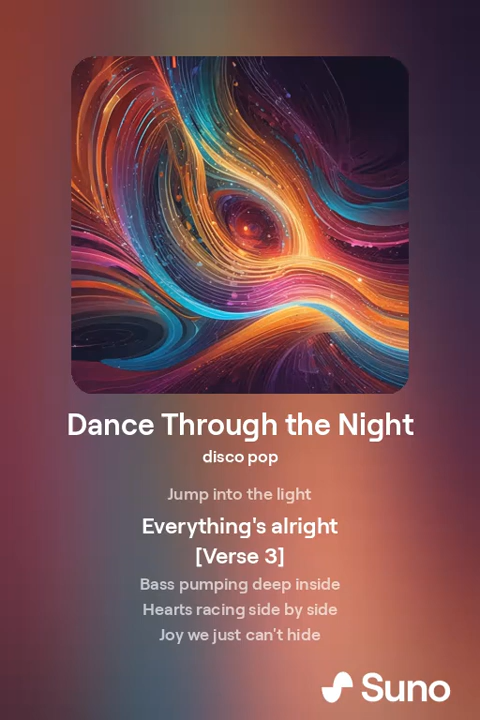 Dance Through the Night
disco pop
Jump into the light
Everything's alright
[Verse 3]
Bass pumping deep inside
Hearts racing side by side
Joy we just can't hide
Suno